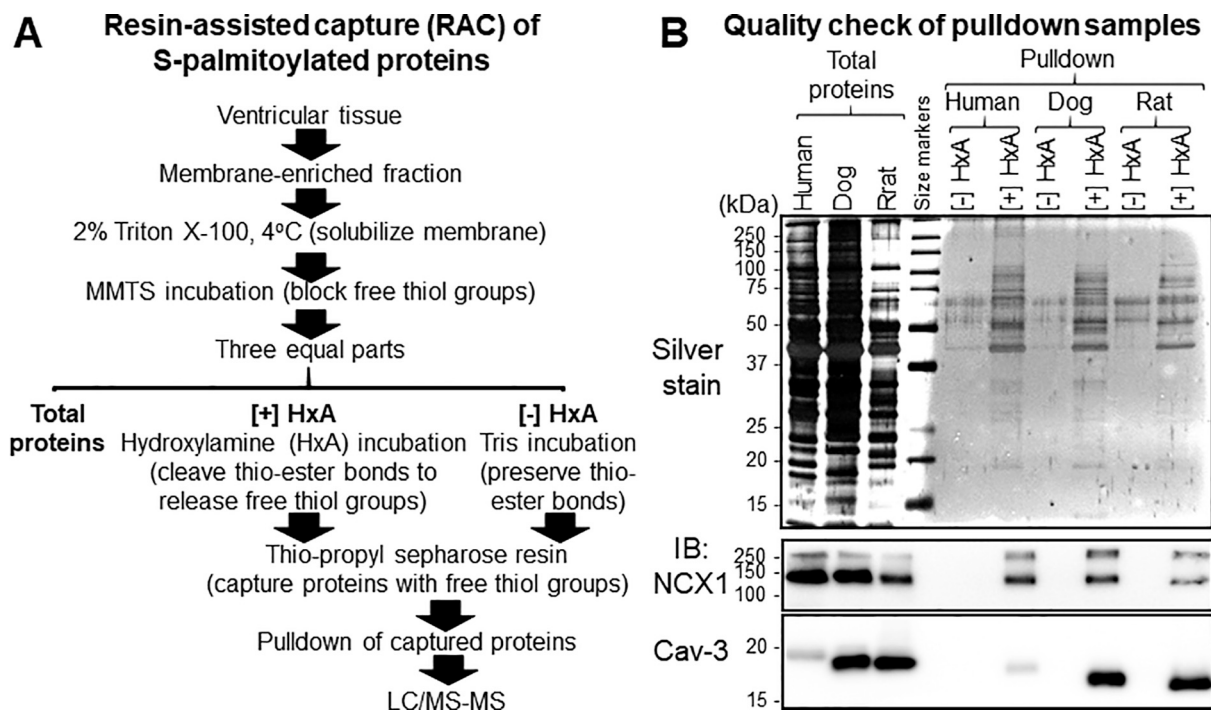 A
Resin-assisted capture (RAC) of
S-palmitoylated proteins
Ventricular tissue
Membrane-enriched fraction
2% Triton X-100, 4ºC (solubilize membrane)
MMTS incubation (block free thiol groups)
Three equal parts
Total
proteins
[+] HxA
Hydroxylamine (HxA) incubation
(cleave thio-ester bonds to
release free thiol groups)
[-] HxA
Tris incubation
(preserve thio-
ester bonds)
Thio-propyl sepharose resin
(capture proteins with free thiol groups)
Pulldown of captured proteins
LC/MS-MS
B
Quality check of pulldown samples
Total
proteins
Pulldown
Human Dog Rat
Human
Dog
Rrat
Size markers
[-] HxA
[+] HxA
[-] HxA
[+] HxA
[-] HxA
[+] HxA
(kDa)
250
150
100
75
50
37
25
20
15
Silver
stain
IB:
NCX1
250
150
100
Cav-3
20
15